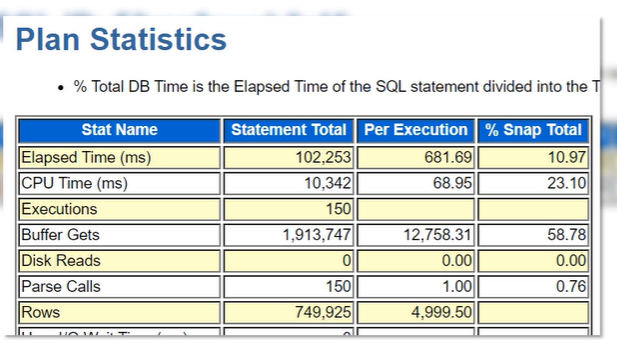 Plan Statistics
• % Total DB Time is the Elapsed Time of the SQL statement divided into the T
Stat Name Statement Total Per Execution % Snap Total
Elapsed Time (ms) 102,253 681.69 10.97
CPU Time (ms) 10,342 68.95 23.10
Executions 150
Buffer Gets 1,913,747 12,758.31 58.78
Disk Reads 0 0.00 0.00
Parse Calls 150 1.00 0.76
Rows 749,925 4,999.50